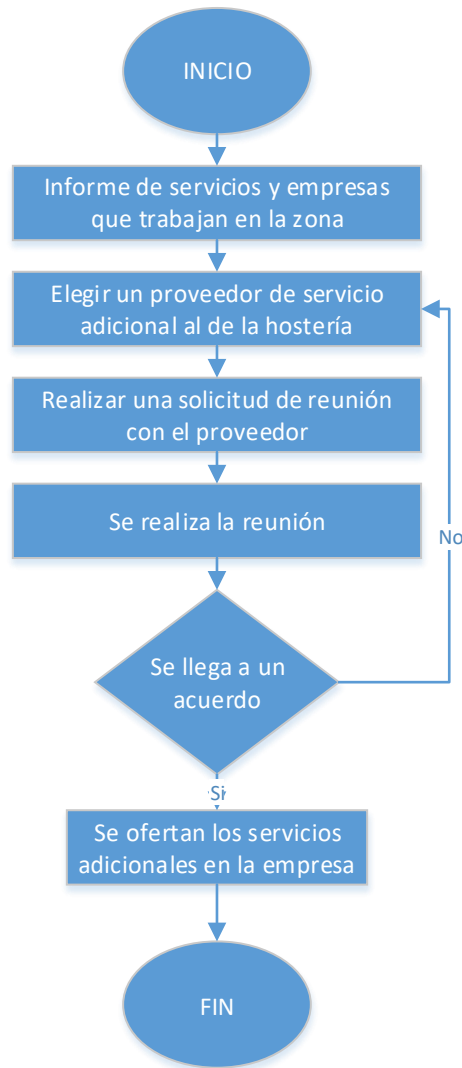 INICIO
Informe de servicios y empresas
que trabajan en la zona
Elegir un proveedor de servicio
adicional al de la hostería
Realizar una solicitud de reunión
con el proveedor
Se realiza la reunión
No
Se llega a un
acuerdo
Si
Se ofertan los servicios
adicionales en la empresa
FIN